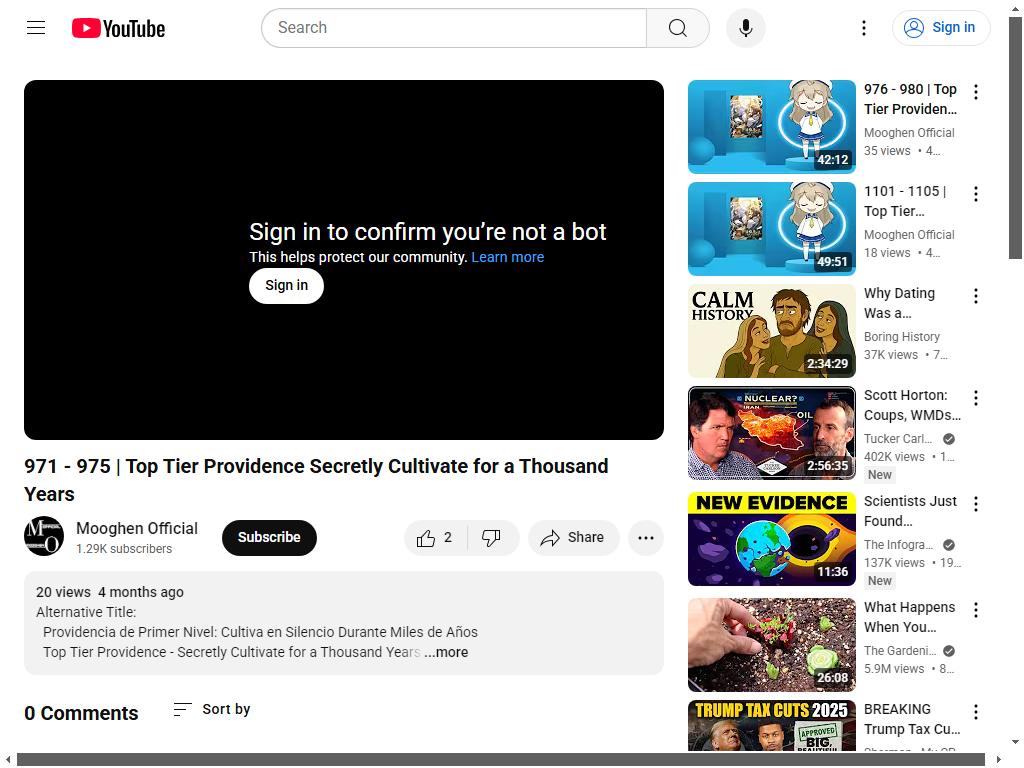 YouTube
Search
Sign in
Sign in to confirm you’re not a bot
This helps protect our community. Learn more
Sign in
971 - 975 | Top Tier Providence Secretly Cultivate for a Thousand
Years
Mooghen Official
1.29K subscribers
Subscribe
2
Share
20 views 4 months ago
Alternative Title:
Providencia de Primer Nivel: Cultiva en Silencio Durante Miles de Años
Top Tier Providence - Secretly Cultivate for a Thousand Years ...more
0 Comments
Sort by
42:12
976 - 980 | Top
Tier Providen...
Mooghen Official
35 views • 4...
49:51
1101 - 1105 |
Top Tier...
Mooghen Official
18 views • 4...
CALM
HISTORY
2:34:29
Why Dating
Was a...
Boring History
37K views • 7...
NUCLEAR?
IRAN
OIL
2:56:35
Scott Horton:
Coups, WMDs...
Tucker Carl...
402K views • 1...
New
NEW EVIDENCE
11:36
Scientists Just
Found...
The Infogra...
137K views • 19...
New
26:08
What Happens
When You...
The Gardeni...
5.9M views • 8...
TRUMP TAX CUTS 2025
APPROVED
BIG,
BREAKING
Trump Tax Cu...